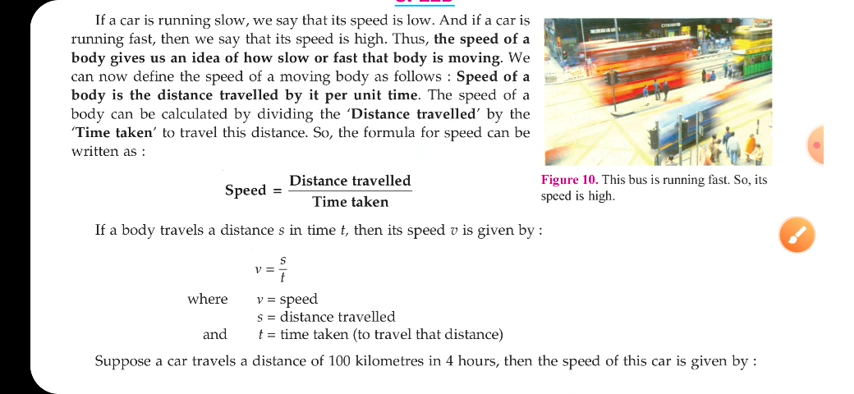 SPEED
If a car is running slow, we say that its speed is low. And if a car is
running fast, then we say that its speed is high. Thus, the speed of a
body gives us an idea of how slow or fast that body is moving. We
can now define the speed of a moving body as follows : Speed of a
body is the distance travelled by it per unit time. The speed of a
body can be calculated by dividing the ‘Distance travelled’ by the
‘Time taken’ to travel this distance. So, the formula for speed can be
written as :
Speed = Distance travelled
Time taken
Figure 10. This bus is running fast. So, its
speed is high.
If a body travels a distance s in time t, then its speed v is given by :
v = s
t
where v = speed
s = distance travelled
and t = time taken (to travel that distance)
Suppose a car travels a distance of 100 kilometres in 4 hours, then the speed of this car is given by :